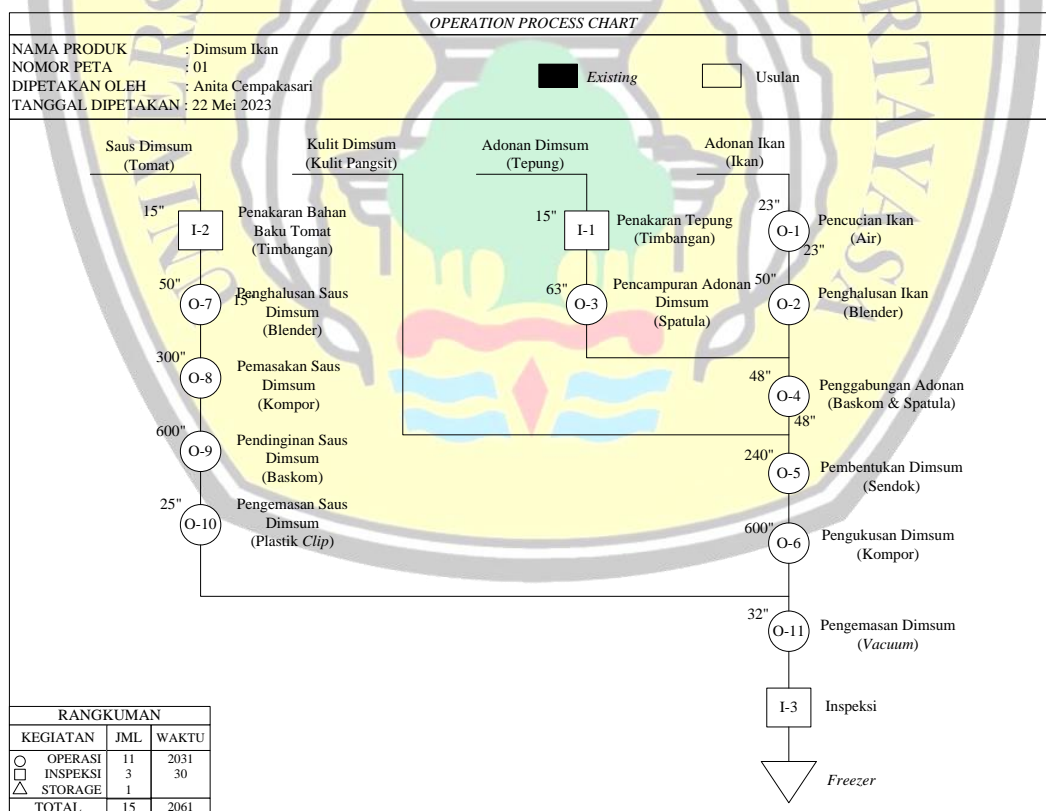 OPERATION PROCESS CHART
NAMA PRODUK : Dimsum Ikan
NOMOR PETA : 01
DIPETAKAN OLEH : Anita Cempakasari
TANGGAL DIPETAKAN : 22 Mei 2023
Existing
Usulan
Saus Dimsum
(Tomat)
Kulit Dimsum
(Kulit Pangsit)
Adonan Dimsum
(Tepung)
Adonan Ikan
(Ikan)
15"
I-2
Penakaran Bahan
Baku Tomat
(Timbangan)
15"
I-1
Penakaran Tepung
(Timbangan)
23"
O-1
23"
Pencucian Ikan
(Air)
50"
O-7
15"
Penghalusan Saus
Dimsum
(Blender)
63"
O-3
Pencampuran Adonan
Dimsum
(Spatula)
50"
O-2
Penghalusan Ikan
(Blender)
300"
O-8
Pemasakan Saus
Dimsum
(Kompor)
48"
O-4
48"
Penggabungan Adonan
(Baskom & Spatula)
600"
O-9
Pendinginan Saus
Dimsum
(Baskom)
240"
O-5
Pembentukan Dimsum
(Sendok)
25"
O-10
Pengemasan Saus
Dimsum
(Plastik Clip)
600"
O-6
Pengukusan Dimsum
(Kompor)
32"
O-11
Pengemasan Dimsum
(Vacuum)
I-3
Inspeksi
Freezer
RANGKUMAN
KEGIATAN JML WAKTU
OPERASI 11 2031
INSPEKSI 3 30
STORAGE 1
TOTAL 15 2061
UNIVERS
RTAYASA